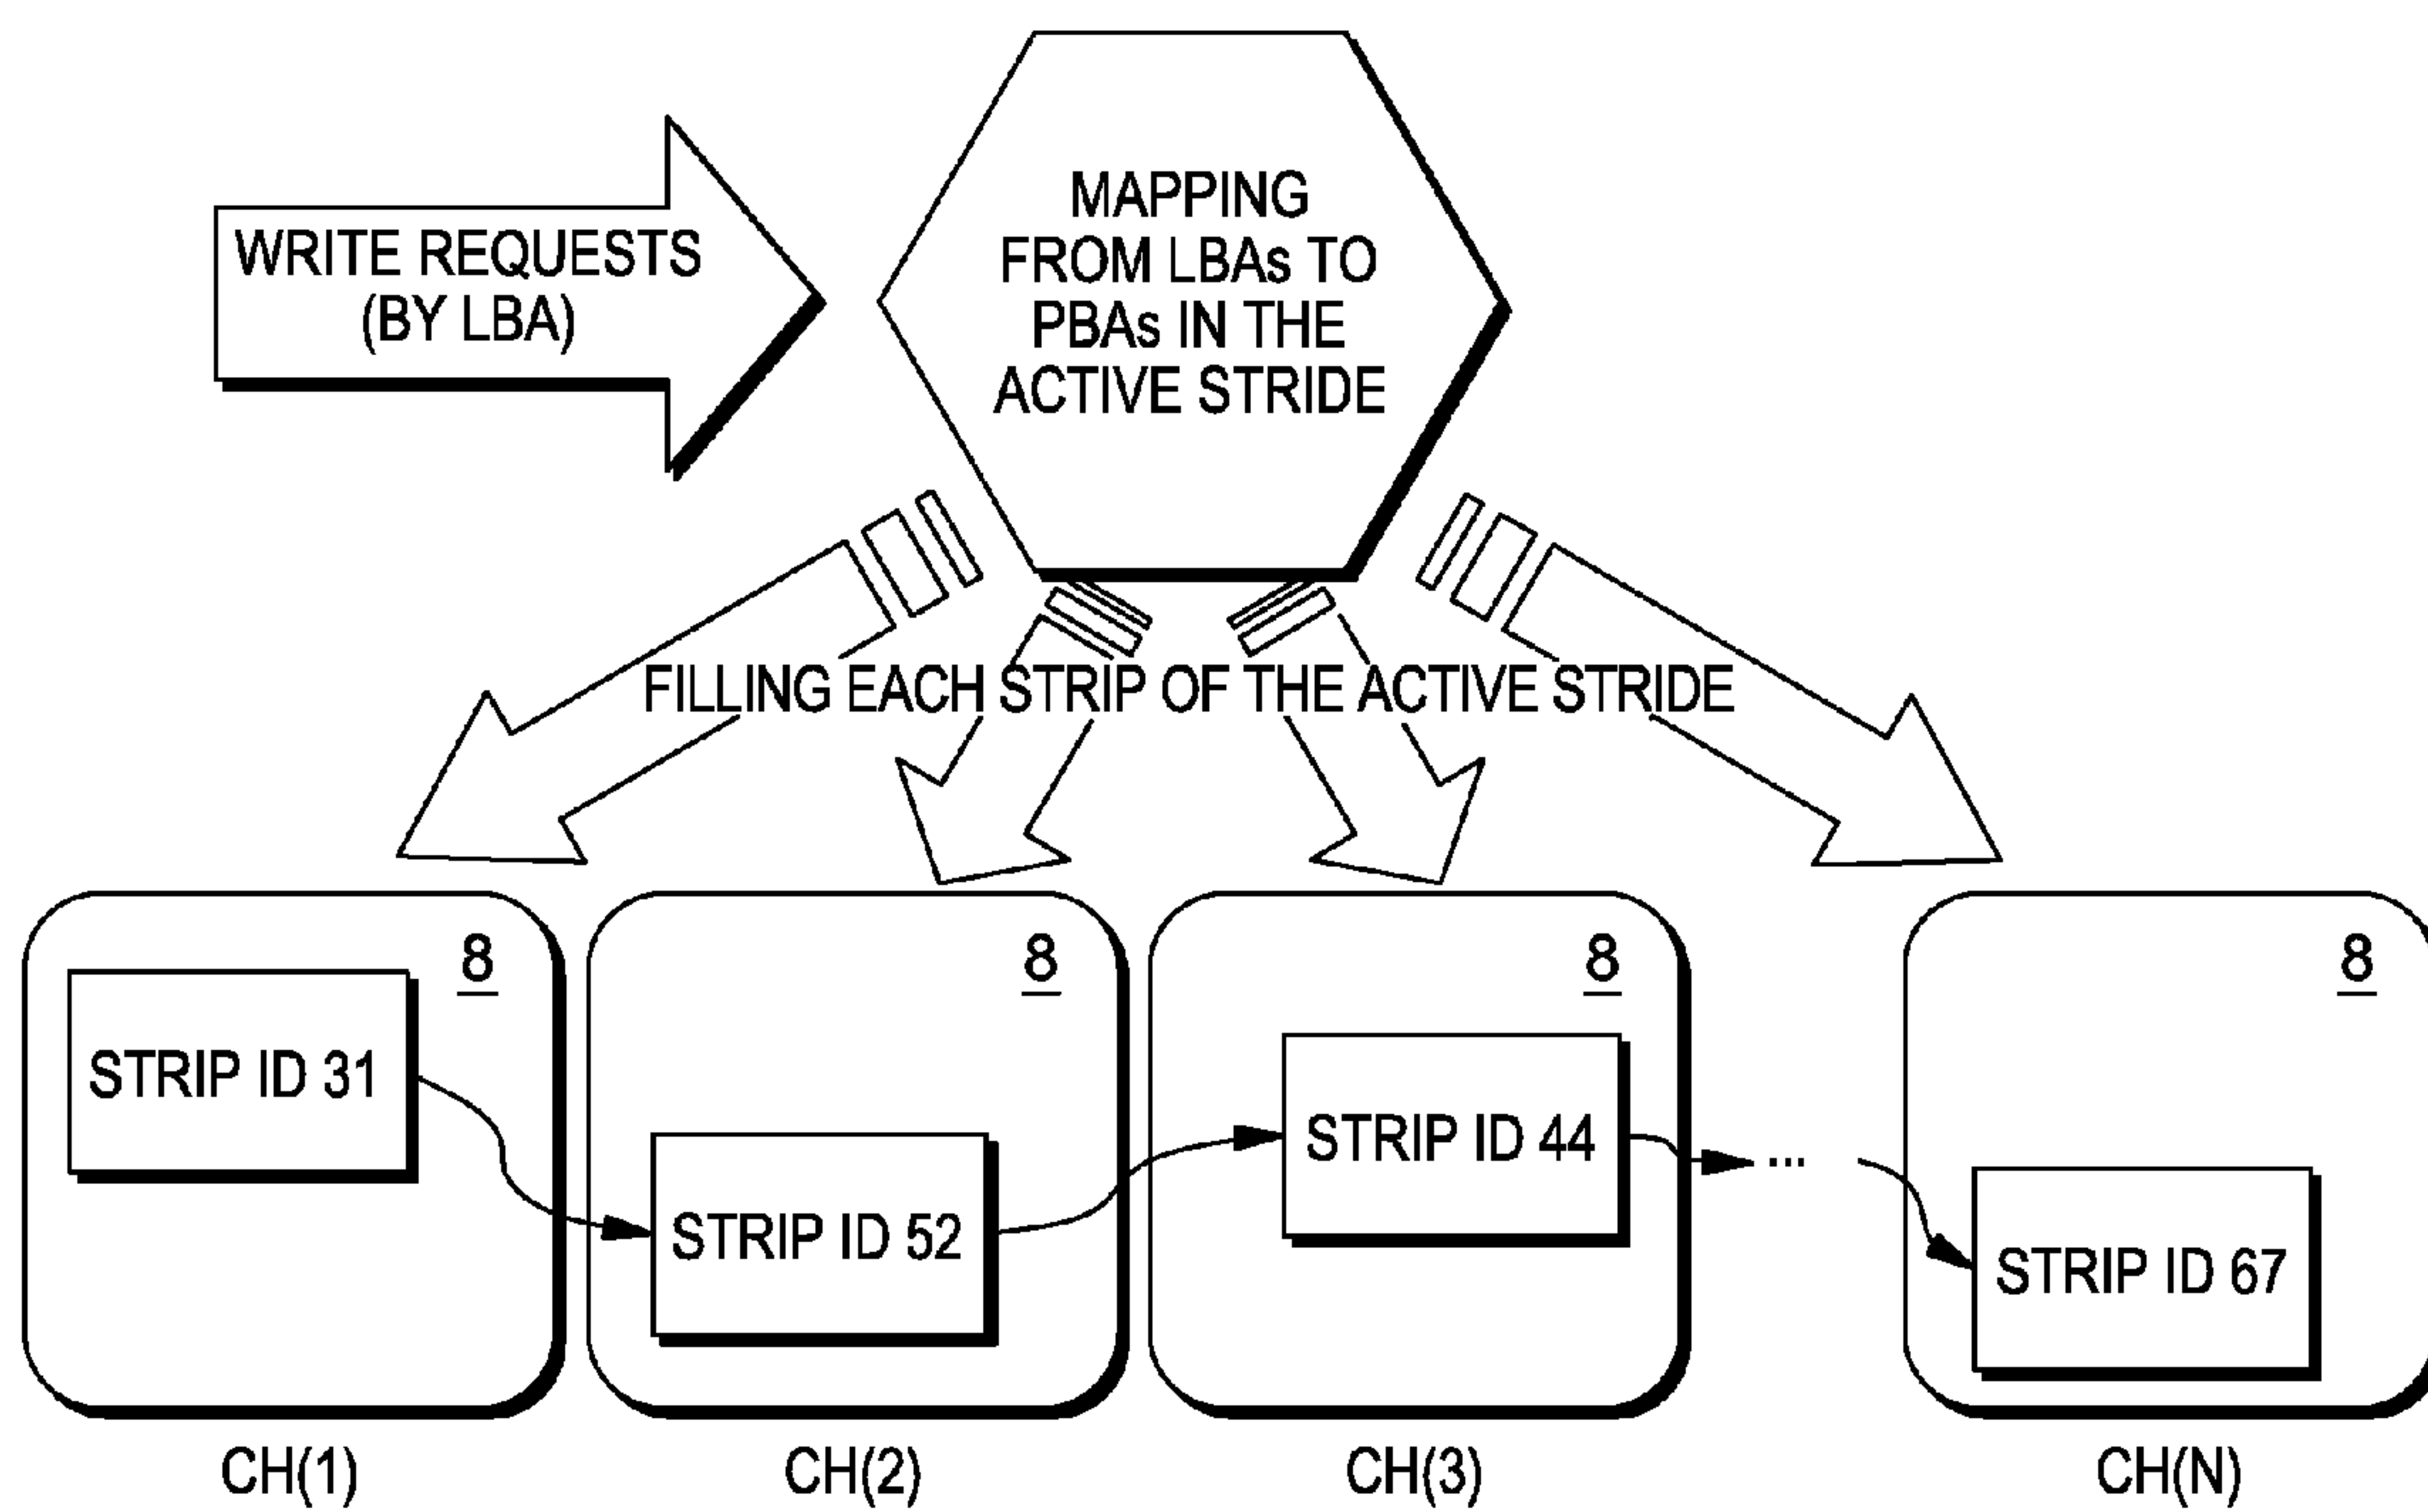 WRITE REQUESTS
(BY LBA)
MAPPING
FROM LBAs TO
PBAs IN THE
ACTIVE STRIDE
FILLING EACH STRIP OF THE ACTIVE STRIDE
8
8
8
8
STRIP ID 31
STRIP ID 52
STRIP ID 44
...
STRIP ID 67
CH(1)
CH(2)
CH(3)
CH(N)